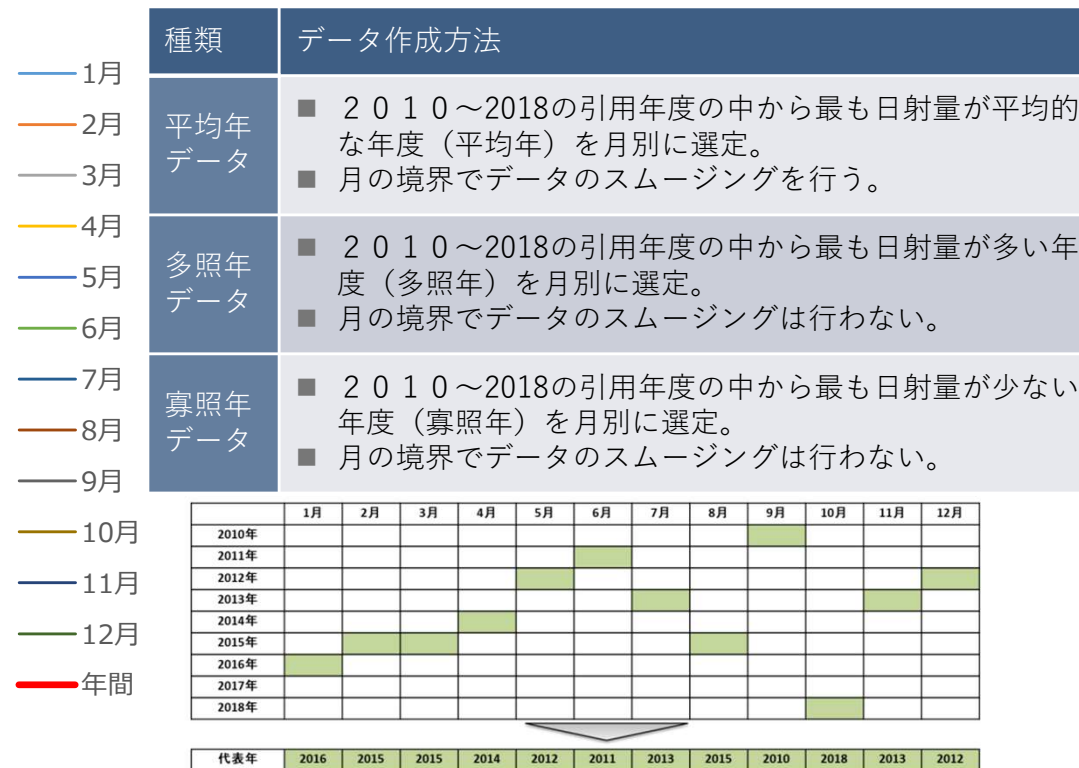 1月
2月
3月
4月
5月
6月
7月
8月
9月
10月
11月
12月
年間
種類 データ作成方法
平均年
データ
■ ２０１０～2018の引用年度の中から最も日射量が平均的
な年度（平均年）を月別に選定。
■ 月の境界でデータのスムージングを行う。
多照年
データ
■ ２０１０～2018の引用年度の中から最も日射量が多い年
度（多照年）を月別に選定。
■ 月の境界でデータのスムージングは行わない。
寡照年
データ
■ ２０１０～2018の引用年度の中から最も日射量が少ない
年度（寡照年）を月別に選定。
■ 月の境界でデータのスムージングは行わない。
1月 2月 3月 4月 5月 6月 7月 8月 9月 10月 11月 12月
2010年
2011年
2012年
2013年
2014年
2015年
2016年
2017年
2018年
代表年 2016 2015 2015 2014 2012 2011 2013 2015 2010 2018 2013 2012